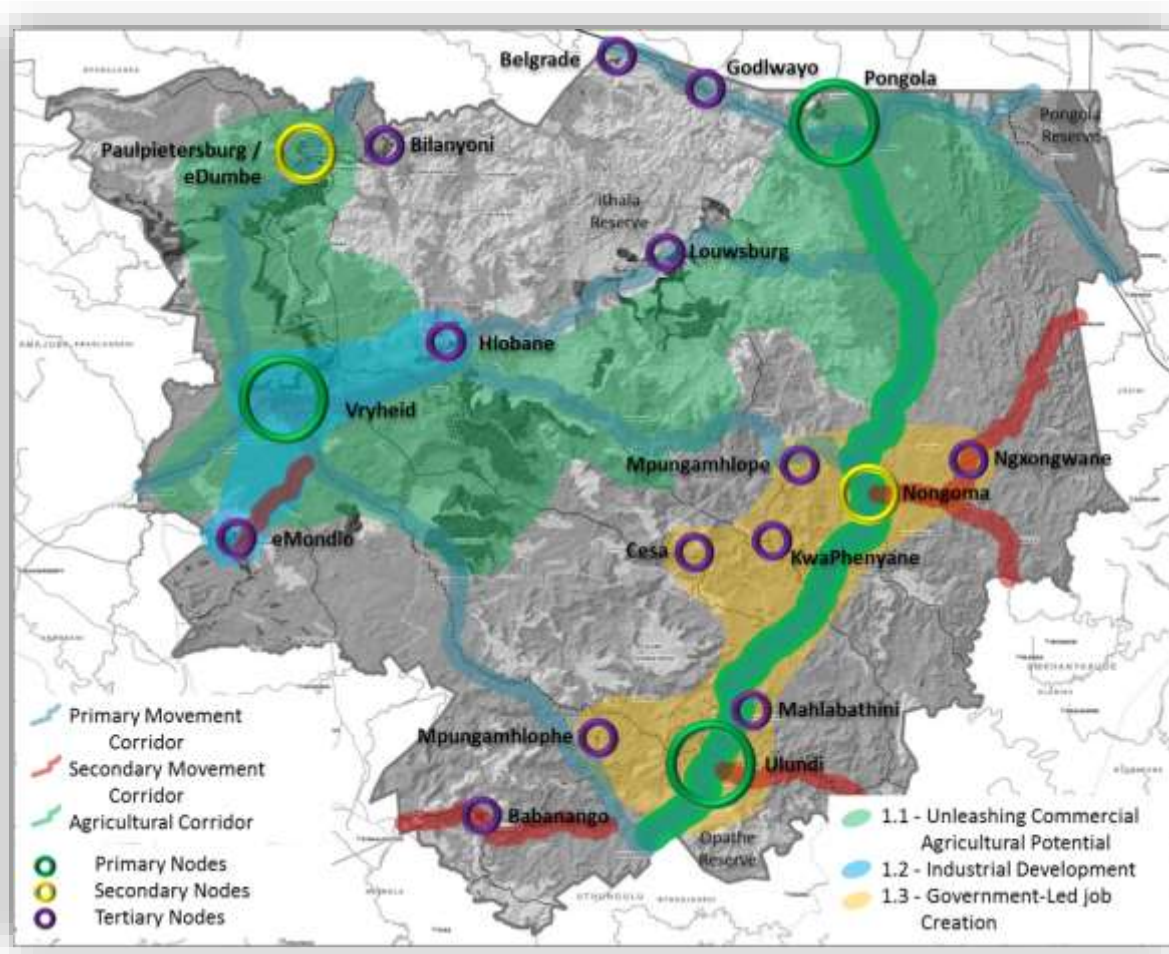 Belgrade
Godlwayo
Pongola
Pongola
Reserve
Paulpietersburg /
eDumbe
Bilanyoni
Ithala
Reserve
Louwsburg
Hlobane
Vryheid
Mpungamhlope
Ngxongwane
Nongoma
eMondlo
Cesa
KwaPhenyane
Mahlabathini
Mpungamhlophe
Ulundi
Babanango
Opathe
Reserve
UTHUNGULU
Primary Movement
Corridor
Secondary Movement
Corridor
Agricultural Corridor
Primary Nodes
Secondary Nodes
Tertiary Nodes
1.1 - Unleashing Commercial
Agricultural Potential
1.2 - Industrial Development
1.3 - Government-Led job
Creation